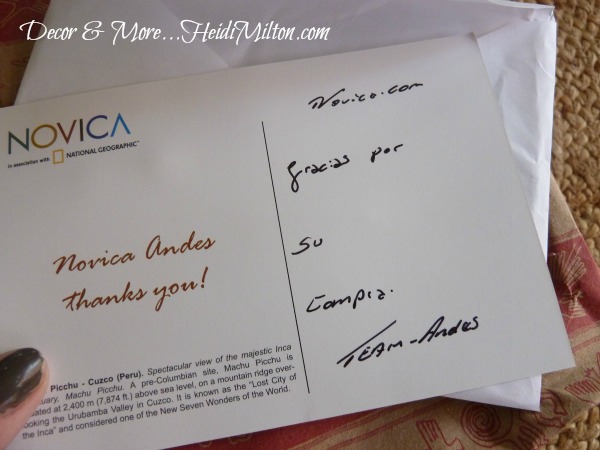 Decor & More...HeidiMilton.com
NOVICA
in association with NATIONAL GEOGRAPHIC
Novica Andes
thanks you!
Novica.com
Gracias por
su
Compra.
TEAM-Andes
Picchu - Cuzco (Peru). Spectacular view of the majestic Inca
Machu Picchu. A pre-Columbian site, Machu Picchu is
at 2,400 m (7,874 ft.) above sea level, on a mountain ridge over-
the Urubamba Valley in Cuzco. It is known as the "Lost City of
the Inca" and considered one of the New Seven Wonders of the World.